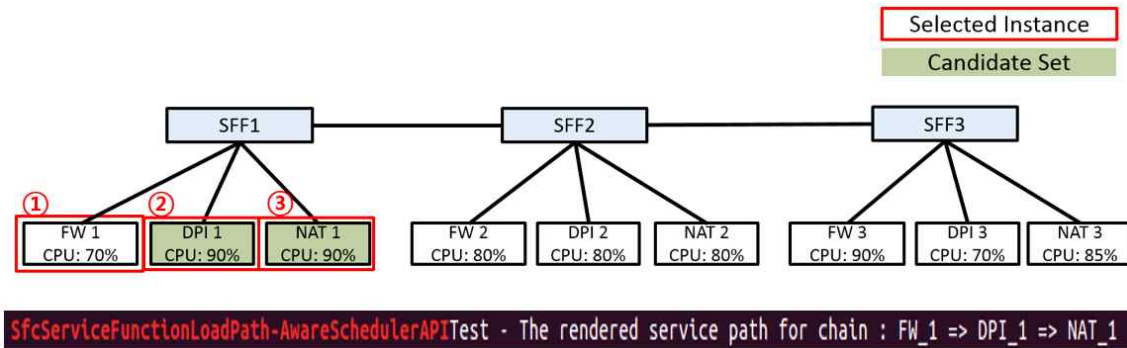 Selected Instance
Candidate Set
SFF1
SFF2
SFF3
① ② ③
FW 1
CPU: 70%
DPI 1
CPU: 90%
NAT 1
CPU: 90%
FW 2
CPU: 80%
DPI 2
CPU: 80%
NAT 2
CPU: 80%
FW 3
CPU: 90%
DPI 3
CPU: 70%
NAT 3
CPU: 85%
SfcServiceFunctionLoadPath-AwareSchedulerAPITest - The rendered service path for chain : FW_1 => DPI_1 => NAT_1